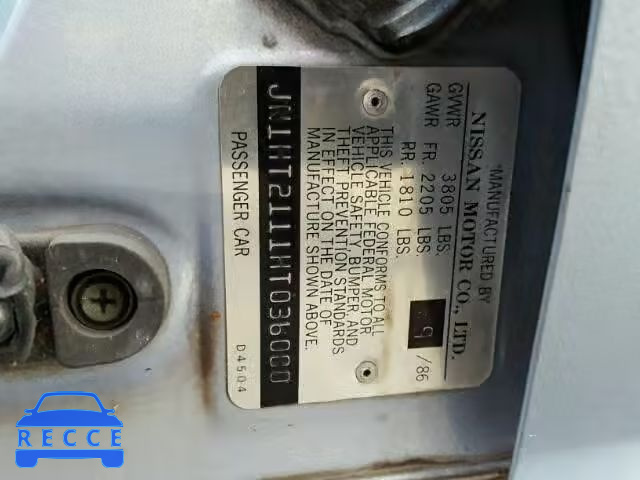 MANUFACTURED BY
NISSAN MOTOR CO., LTD.
GVWR 3805 LBS.
GAWR FR. 2205 LBS.
RR. 1810 LBS.
9 /86
THIS VEHICLE CONFORMS TO ALL
APPLICABLE FEDERAL MOTOR
VEHICLE SAFETY, BUMPER AND
THEFT PREVENTION STANDARDS
IN EFFECT ON THE DATE OF
MANUFACTURE SHOWN ABOVE.
PASSENGER CAR
D4504
RECCE